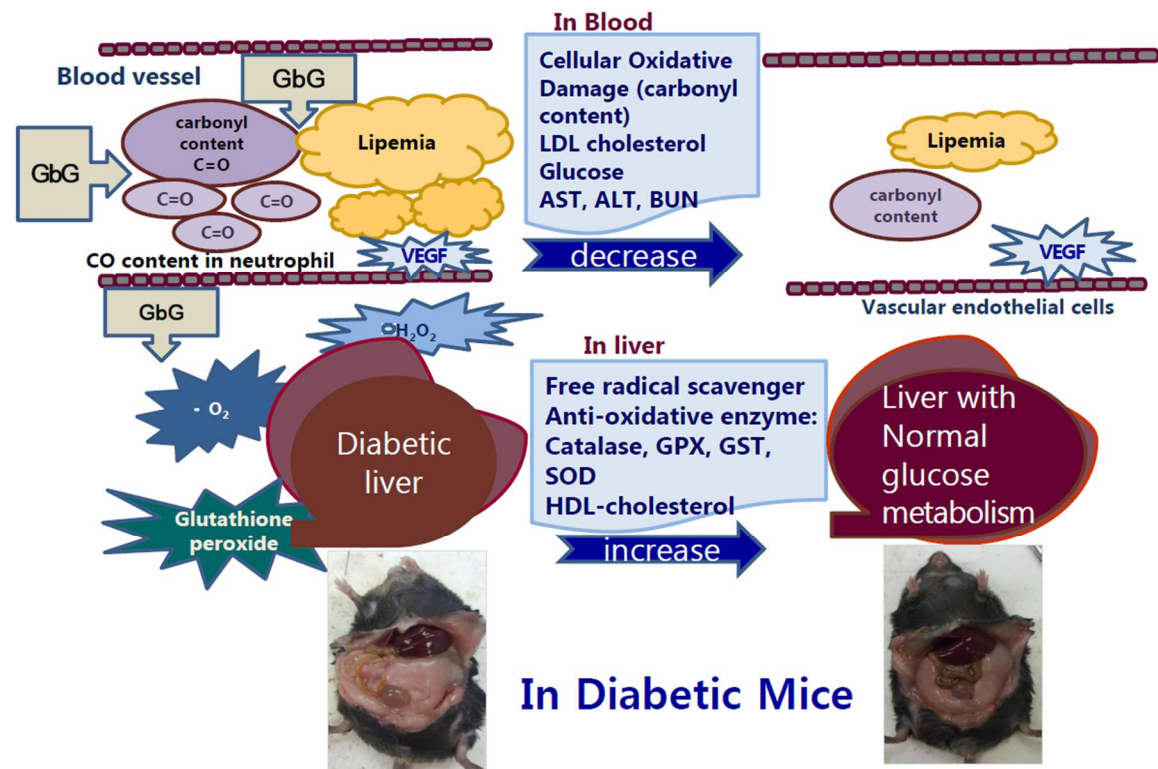 In Blood
Blood vessel
GbG
GbG
carbonyl
content
C=O
C=O
C=O
C=O
Lipemia
VEGF
CO content in neutrophil
Cellular Oxidative
Damage (carbonyl
content)
LDL cholesterol
Glucose
AST, ALT, BUN
decrease
Lipemia
carbonyl
content
VEGF
Vascular endothelial cells
GbG
H₂O₂
- O₂
Diabetic
liver
Glutathione
peroxide
In liver
Free radical scavenger
Anti-oxidative enzyme:
Catalase, GPX, GST,
SOD
HDL-cholesterol
increase
Liver with
Normal
glucose
metabolism
In Diabetic Mice